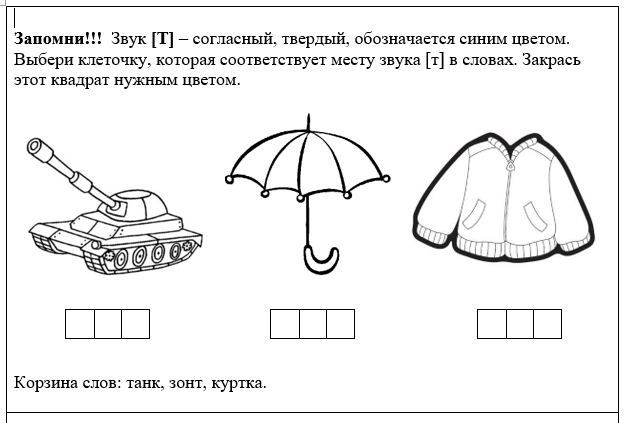 Запомни!!! Звук [Т] – согласный, твердый, обозначается синим цветом.
Выбери клеточку, которая соответствует месту звука [т] в словах. Закрась
этот квадрат нужным цветом.
Корзина слов: танк, зонт, куртка.